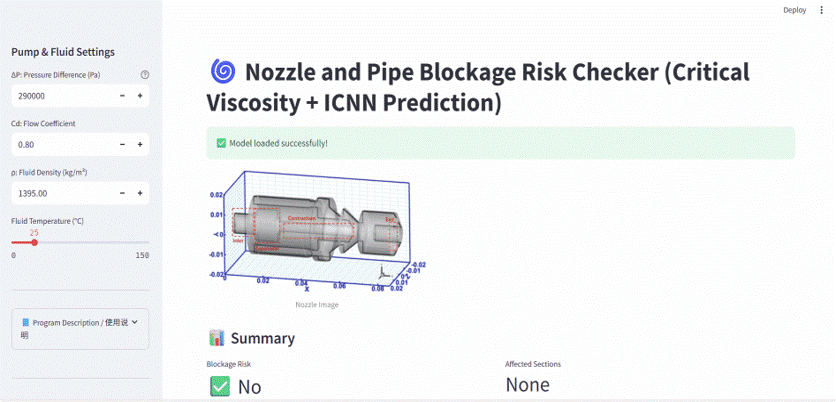 Deploy
Pump & Fluid Settings
ΔP: Pressure Difference (Pa)
290000
Cd: Flow Coefficient
0.80
ρ: Fluid Density (kg/m³)
1395.00
Fluid Temperature (°C)
25
0 150
Program Description / 使用说
明
Nozzle and Pipe Blockage Risk Checker (Critical
Viscosity + ICNN Prediction)
Model loaded successfully!
0.02
0.01
Y 0
-0.01
-0.02
0
0.02
0.04
X
0.06
0.08
0.02
0.01
-0.01
-0.02
Inlet
Contraction
Exit
Nozzle Image
Summary
Blockage Risk
No
Affected Sections
None